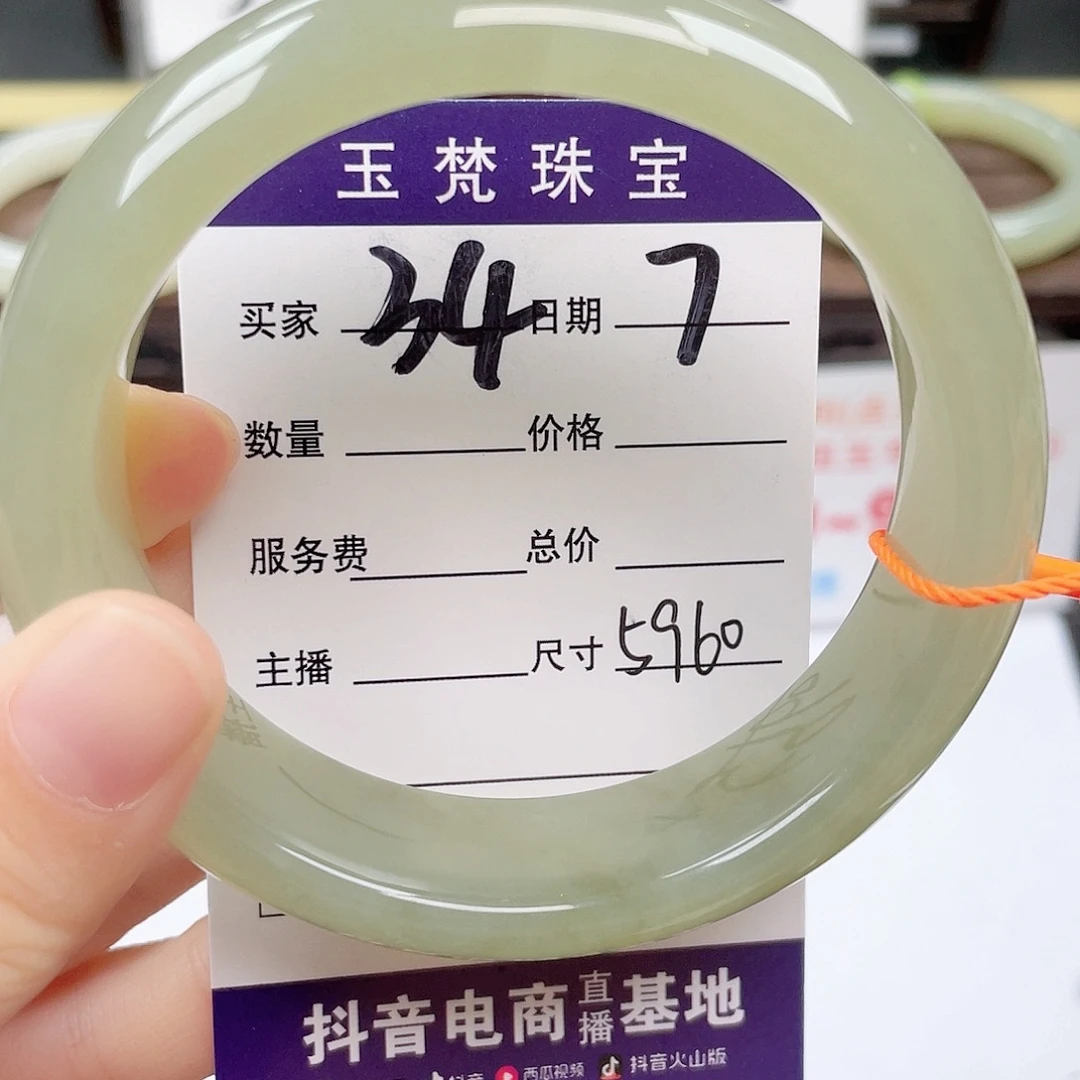 玉梵珠宝
买家 34 日期 7
数量 价格
服务费 总价
主播 尺寸 5960
抖音电商直播基地
抖音 西瓜视频 抖音火山版